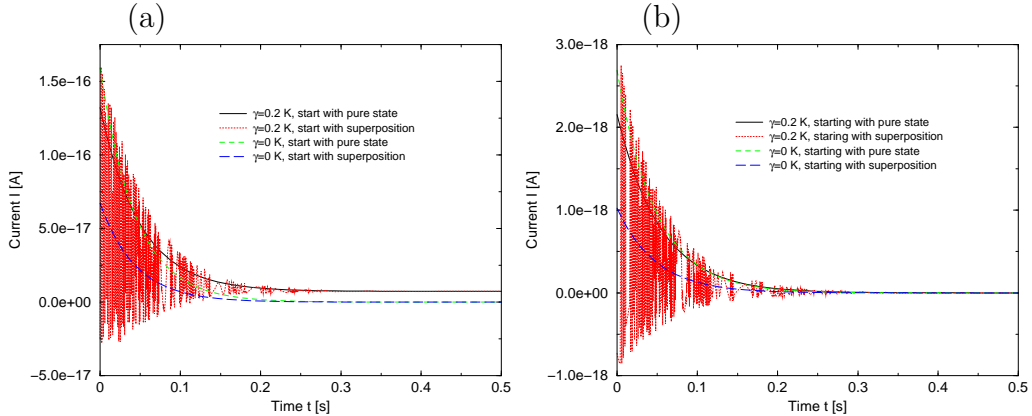 (a)
1.5e−16
1.0e−16
5.0e−17
0.0e+00
−5.0e−17
Current I [A]
γ=0.2 K, start with pure state
γ=0.2 K, start with superposition
γ=0 K, start with pure state
γ=0 K, start with superposition
0 0.1 0.2 0.3 0.4 0.5
Time t [s]
(b)
3.0e−18
2.0e−18
1.0e−18
0.0e+00
−1.0e−18
Current I [A]
γ=0.2 K, starting with pure state
γ=0.2 K, staring with superposition
γ=0 K, starting with pure state
γ=0 K, starting with superposition
0 0.1 0.2 0.3 0.4 0.5
Time t [s]